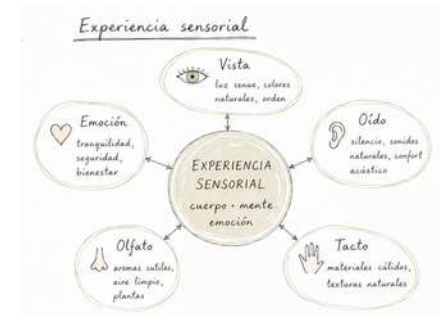 Experiencia sensorial
Vista
luz tenue, colores
naturales, orden
Emoción
tranquilidad,
seguridad,
bienestar
Oído
silencio, sonidos
naturales, confort
acústico
EXPERIENCIA
SENSORIAL
cuerpo • mente
emoción
Olfato
aromas sutiles,
aire limpio,
plantas
Tacto
materiales cálidos,
texturas naturales